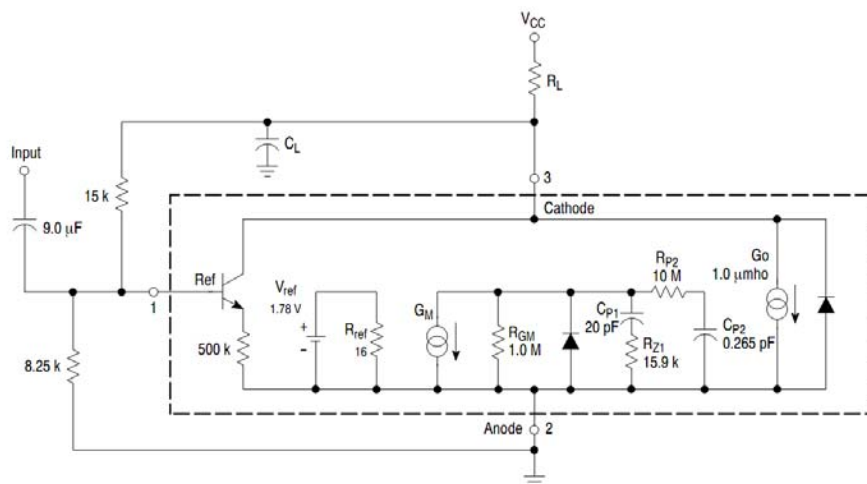 VCC
RL
Input
CL
3
15 k
Cathode
9.0 µF
RP2
10 M
Go
1.0 µmho
Ref
Vref
1.78 V
GM
CP1
20 pF
1
+
-
Rref
16
RGM
1.0 M
CP2
0.265 pF
RZ1
15.9 k
500 k
8.25 k
Anode
2